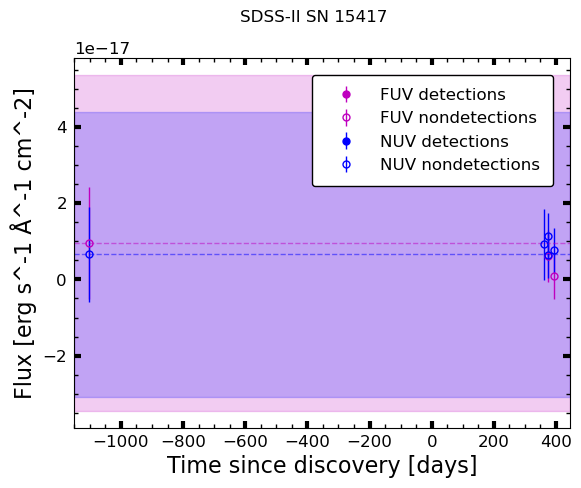 SDSS-II SN 15417
1e−17
FUV detections
FUV nondetections
NUV detections
NUV nondetections
4
2
0
−2
Flux [erg s^-1 Å^-1 cm^-2]
−1000 −800 −600 −400 −200 0 200 400
Time since discovery [days]